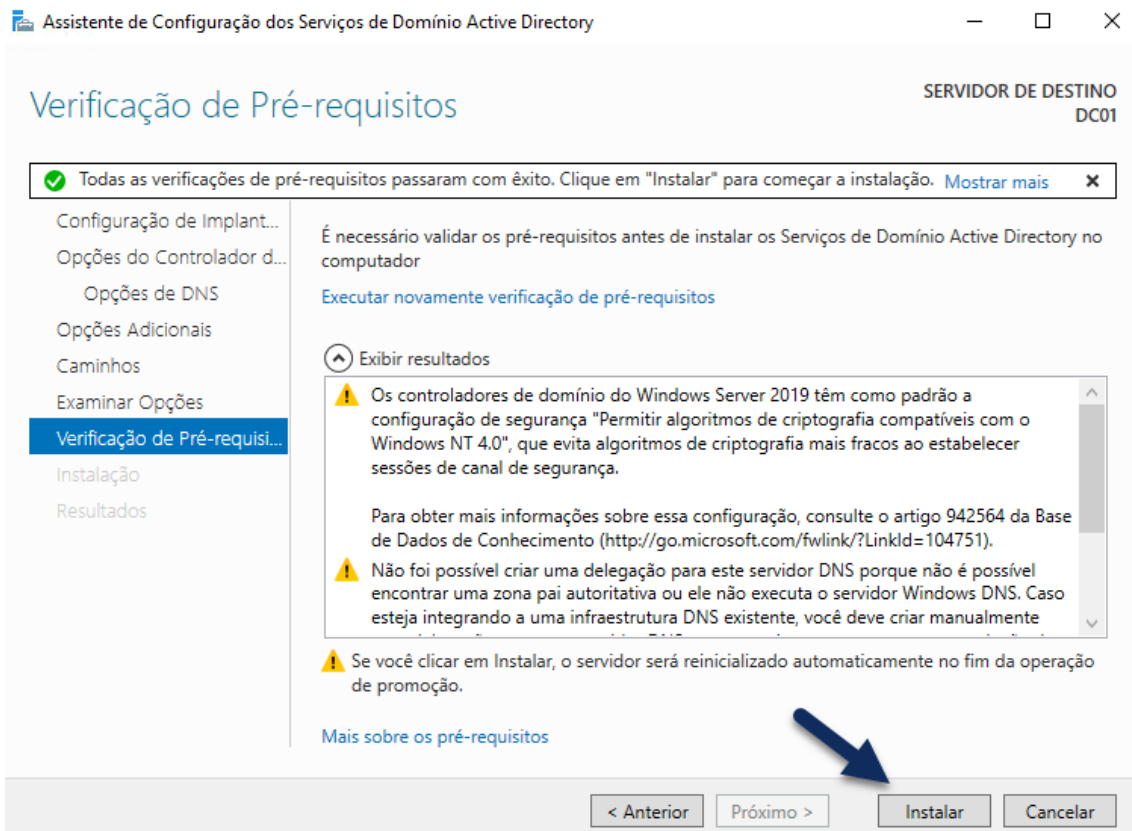 Assistente de Configuração dos Serviços de Domínio Active Directory
Verificação de Pré-requisitos
SERVIDOR DE DESTINO
DC01
Todas as verificações de pré-requisitos passaram com êxito. Clique em "Instalar" para começar a instalação. Mostrar mais
Configuração de Implant...
Opções do Controlador d...
Opções de DNS
Opções Adicionais
Caminhos
Examinar Opções
Verificação de Pré-requisi...
Instalação
Resultados
É necessário validar os pré-requisitos antes de instalar os Serviços de Domínio Active Directory no
computador
Executar novamente verificação de pré-requisitos
Exibir resultados
Os controladores de domínio do Windows Server 2019 têm como padrão a
configuração de segurança "Permitir algoritmos de criptografia compatíveis com o
Windows NT 4.0", que evita algoritmos de criptografia mais fracos ao estabelecer
sessões de canal de segurança.
Para obter mais informações sobre essa configuração, consulte o artigo 942564 da Base
de Dados de Conhecimento (http://go.microsoft.com/fwlink/?LinkId=104751).
Não foi possível criar uma delegação para este servidor DNS porque não é possível
encontrar uma zona pai autoritativa ou ele não executa o servidor Windows DNS. Caso
esteja integrando a uma infraestrutura DNS existente, você deve criar manualmente
Se você clicar em Instalar, o servidor será reinicializado automaticamente no fim da operação
de promoção.
Mais sobre os pré-requisitos
< Anterior
Próximo >
Instalar
Cancelar